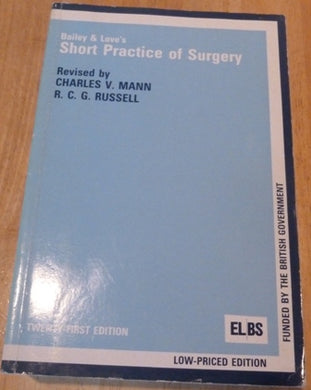 Bailey & Love's
Short Practice of Surgery
Revised by
CHARLES V. MANN
R. C. G. RUSSELL
FUNDED BY THE BRITISH GOVERNMENT
TWENTY-FIRST EDITION
ELBS
LOW-PRICED EDITION